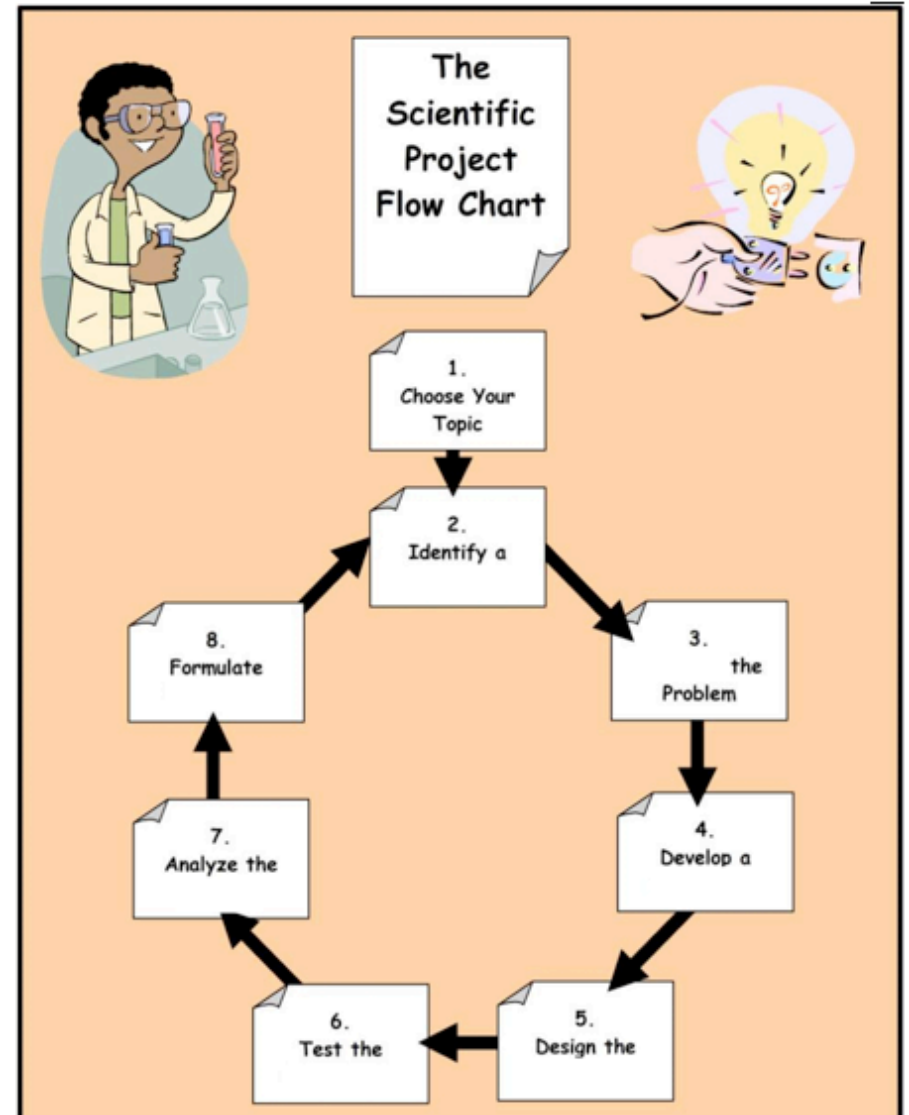 The
Scientific
Project
Flow Chart
1.
Choose Your
Topic
2.
Identify a
3.
the
Problem
4.
Develop a
5.
Design the
6.
Test the
7.
Analyze the
8.
Formulate